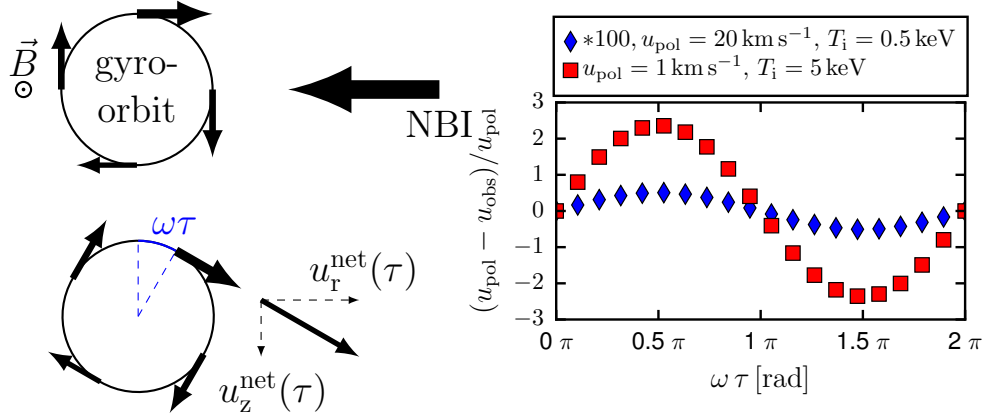 B⃗
⊙
gyro-
orbit
NBI
ωτ
u_r^net(τ)
u_z^net(τ)
*100, u_pol = 20 km s⁻¹, T_i = 0.5 keV
u_pol = 1 km s⁻¹, T_i = 5 keV
(u_pol − u_obs)/u_pol
3
2
1
0
−1
−2
−3
0 π 0.5 π 1 π 1.5 π 2 π
ω τ [rad]